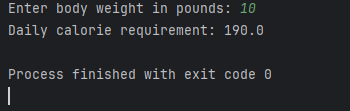 Enter body weight in pounds: 10
Daily calorie requirement: 190.0
Process finished with exit code 0